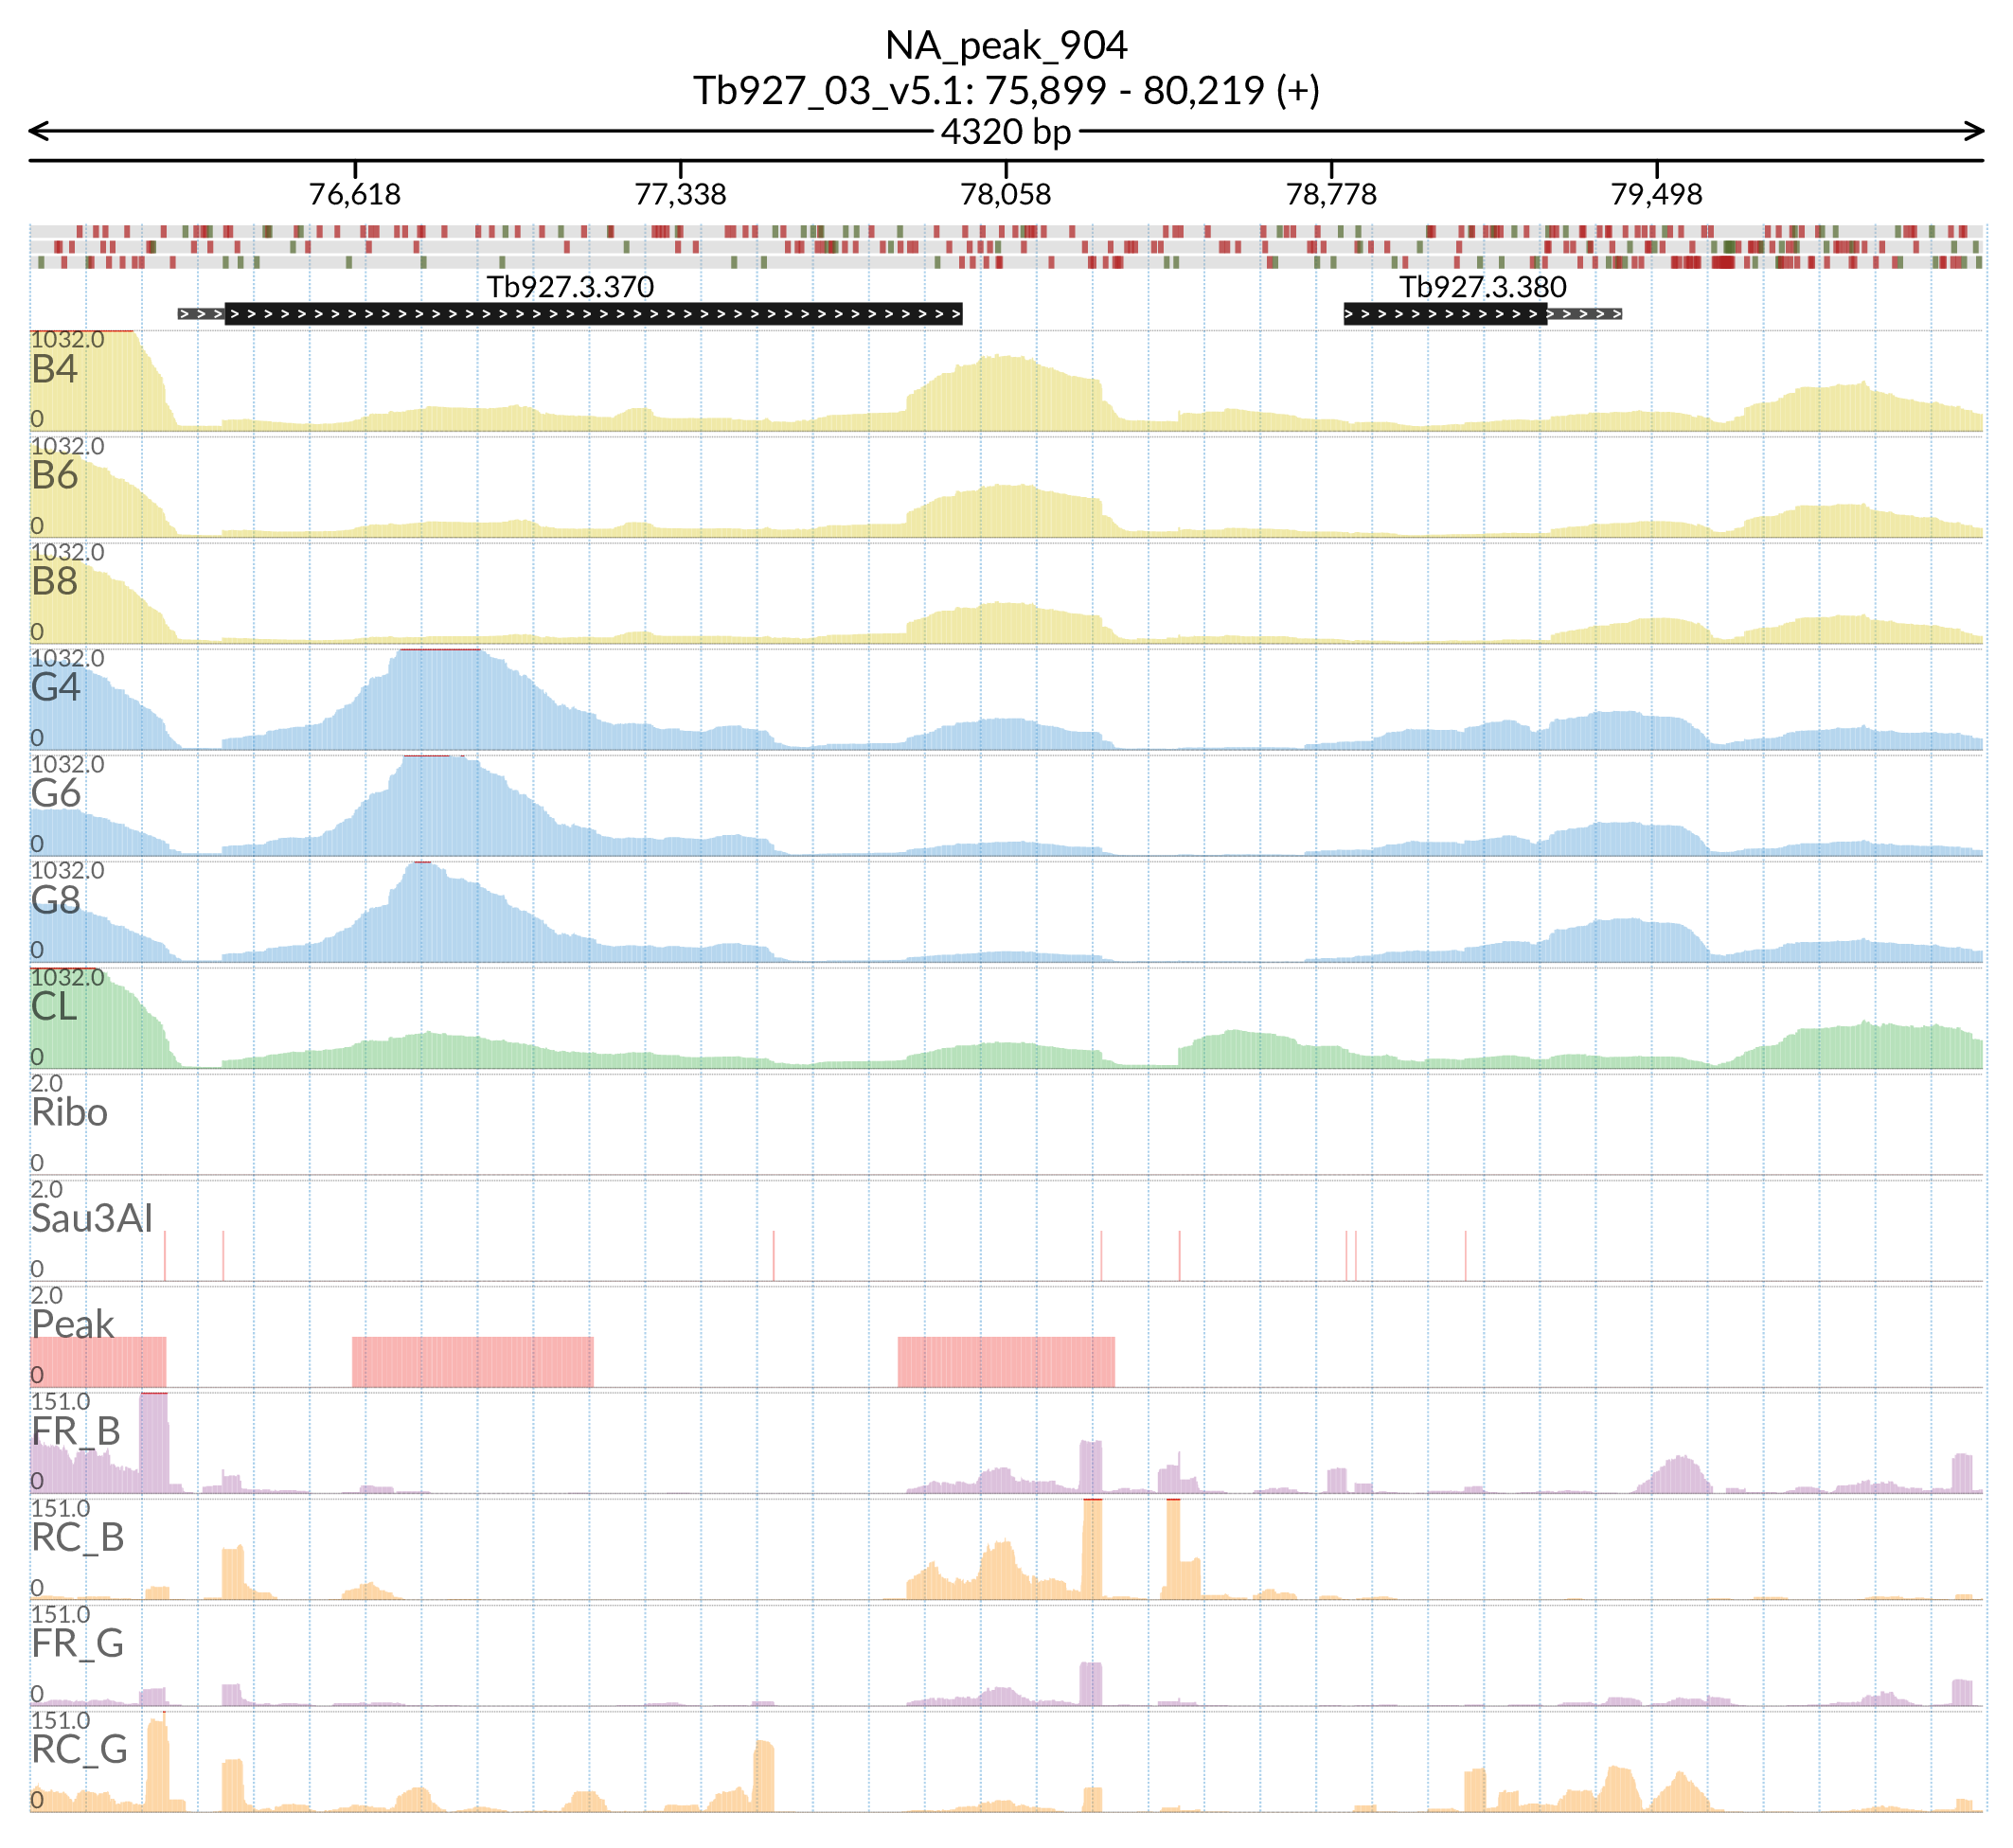 NA_peak_904
Tb927_03_v5.1: 75,899 - 80,219 (+)
4320 bp
76,618 77,338 78,058 78,778 79,498
Tb927.3.370 Tb927.3.380
1032.0
B4
0
1032.0
B6
0
1032.0
B8
0
1032.0
G4
0
1032.0
G6
0
1032.0
G8
0
1032.0
CL
0
2.0
Ribo
0
2.0
Sau3AI
0
2.0
Peak
0
151.0
FR_B
0
151.0
RC_B
0
151.0
FR_G
0
151.0
RC_G
0